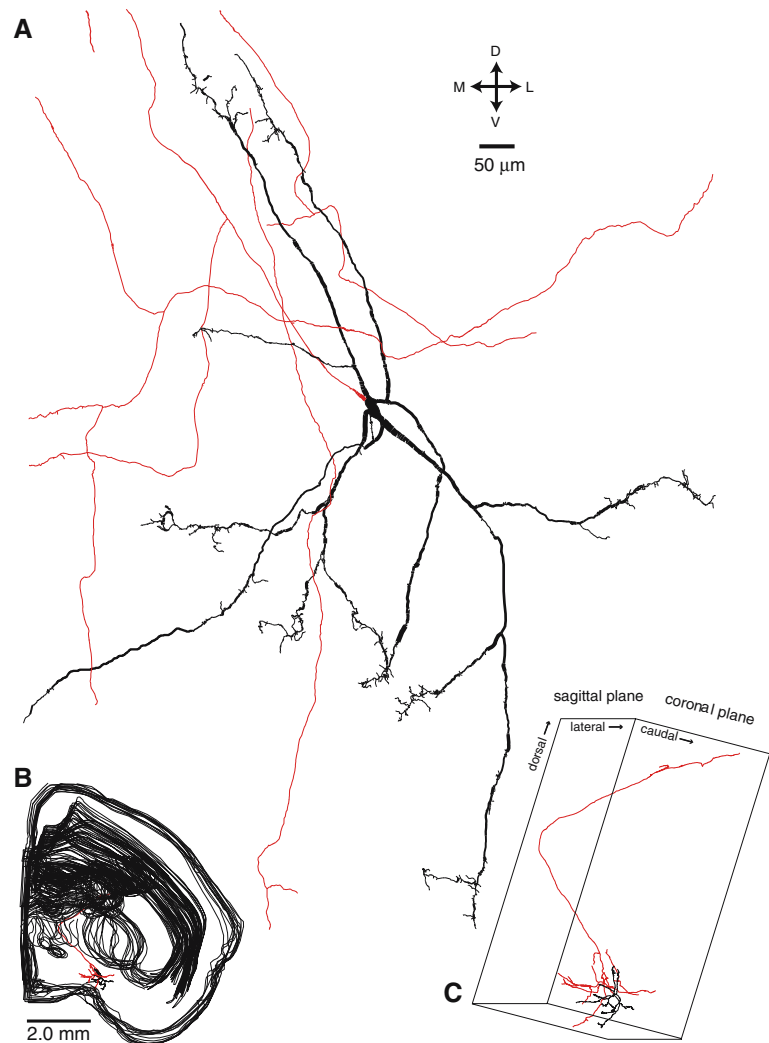 A
D
M L
V
50 µm
sagittal plane
coronal plane
lateral →
caudal →
dorsal →
B
C
2.0 mm